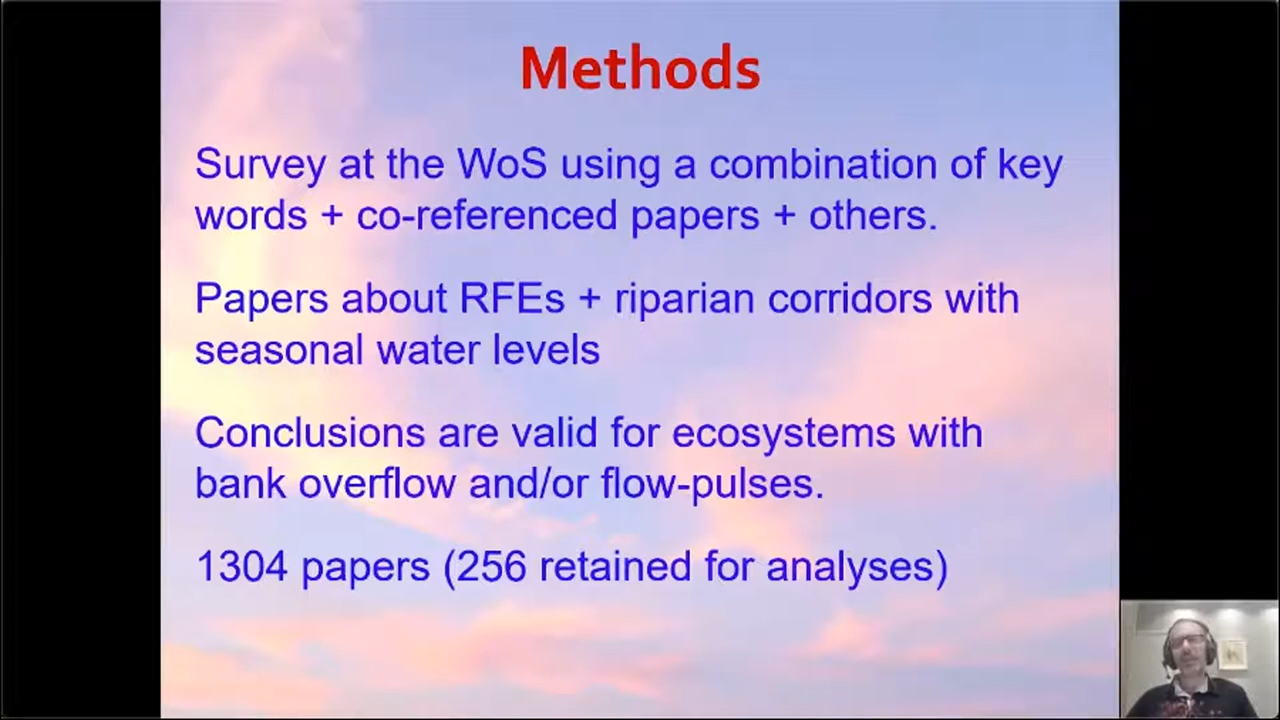 Methods
Survey at the WoS using a combination of key
words + co-referenced papers + others.
Papers about RFEs + riparian corridors with
seasonal water levels
Conclusions are valid for ecosystems with
bank overflow and/or flow-pulses.
1304 papers (256 retained for analyses)